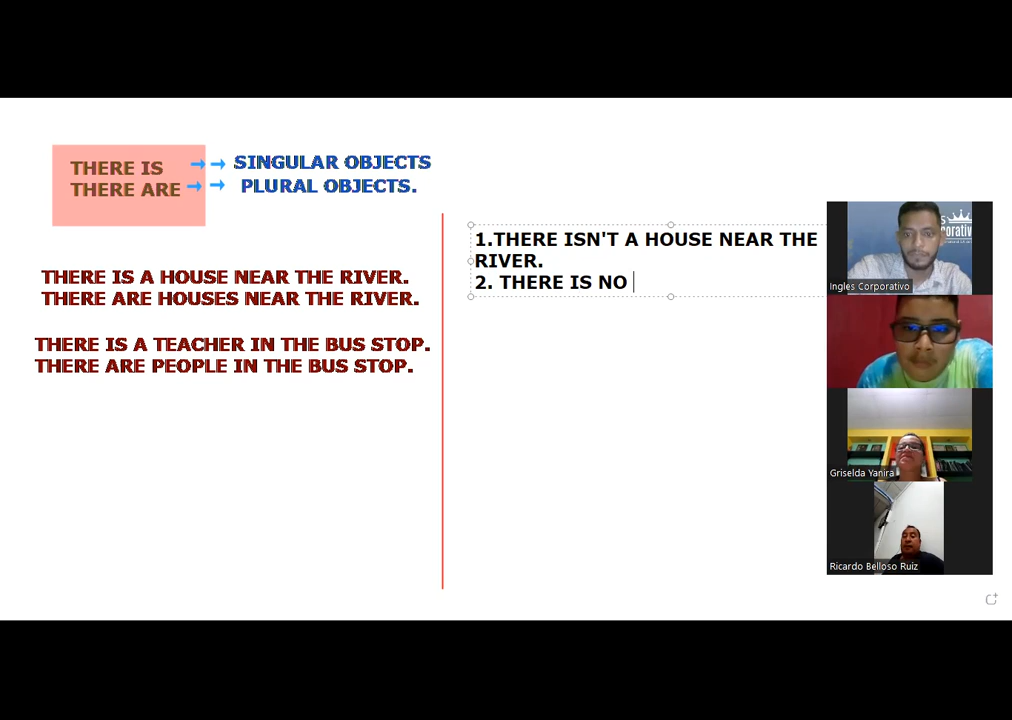 THERE IS
THERE ARE
SINGULAR OBJECTS
PLURAL OBJECTS.
THERE IS A HOUSE NEAR THE RIVER.
THERE ARE HOUSES NEAR THE RIVER.
THERE IS A TEACHER IN THE BUS STOP.
THERE ARE PEOPLE IN THE BUS STOP.
1.THERE ISN'T A HOUSE NEAR THE
RIVER.
2. THERE IS NO
Ingles Corporativo
Griselda Yanira
Ricardo Belloso Ruiz